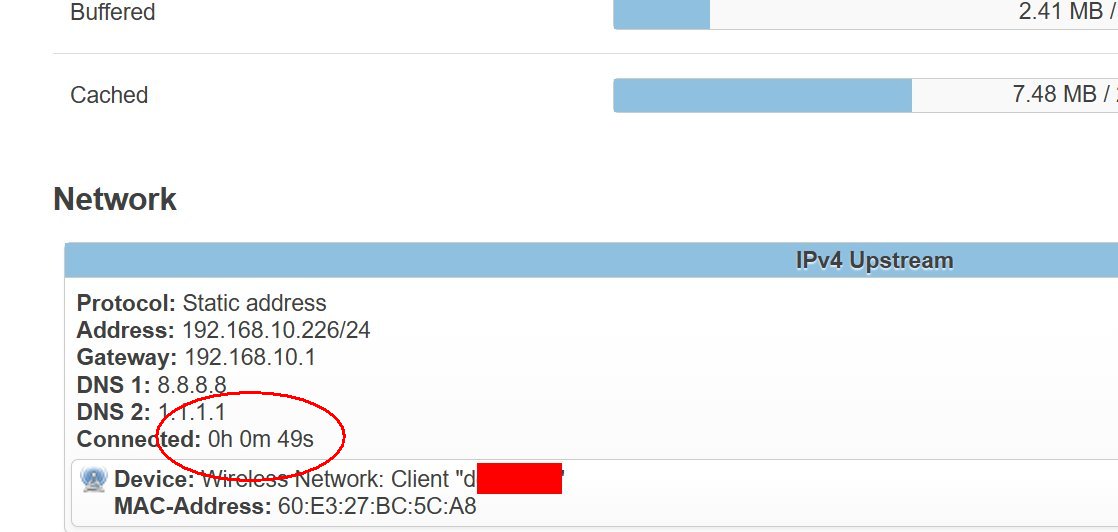 Buffered 2.41 MB /
Cached 7.48 MB /
Network
IPv4 Upstream
Protocol: Static address
Address: 192.168.10.226/24
Gateway: 192.168.10.1
DNS 1: 8.8.8.8
DNS 2: 1.1.1.1
Connected: 0h 0m 49s
Device: Wireless Network: Client "d
MAC-Address: 60:E3:27:BC:5C:A8